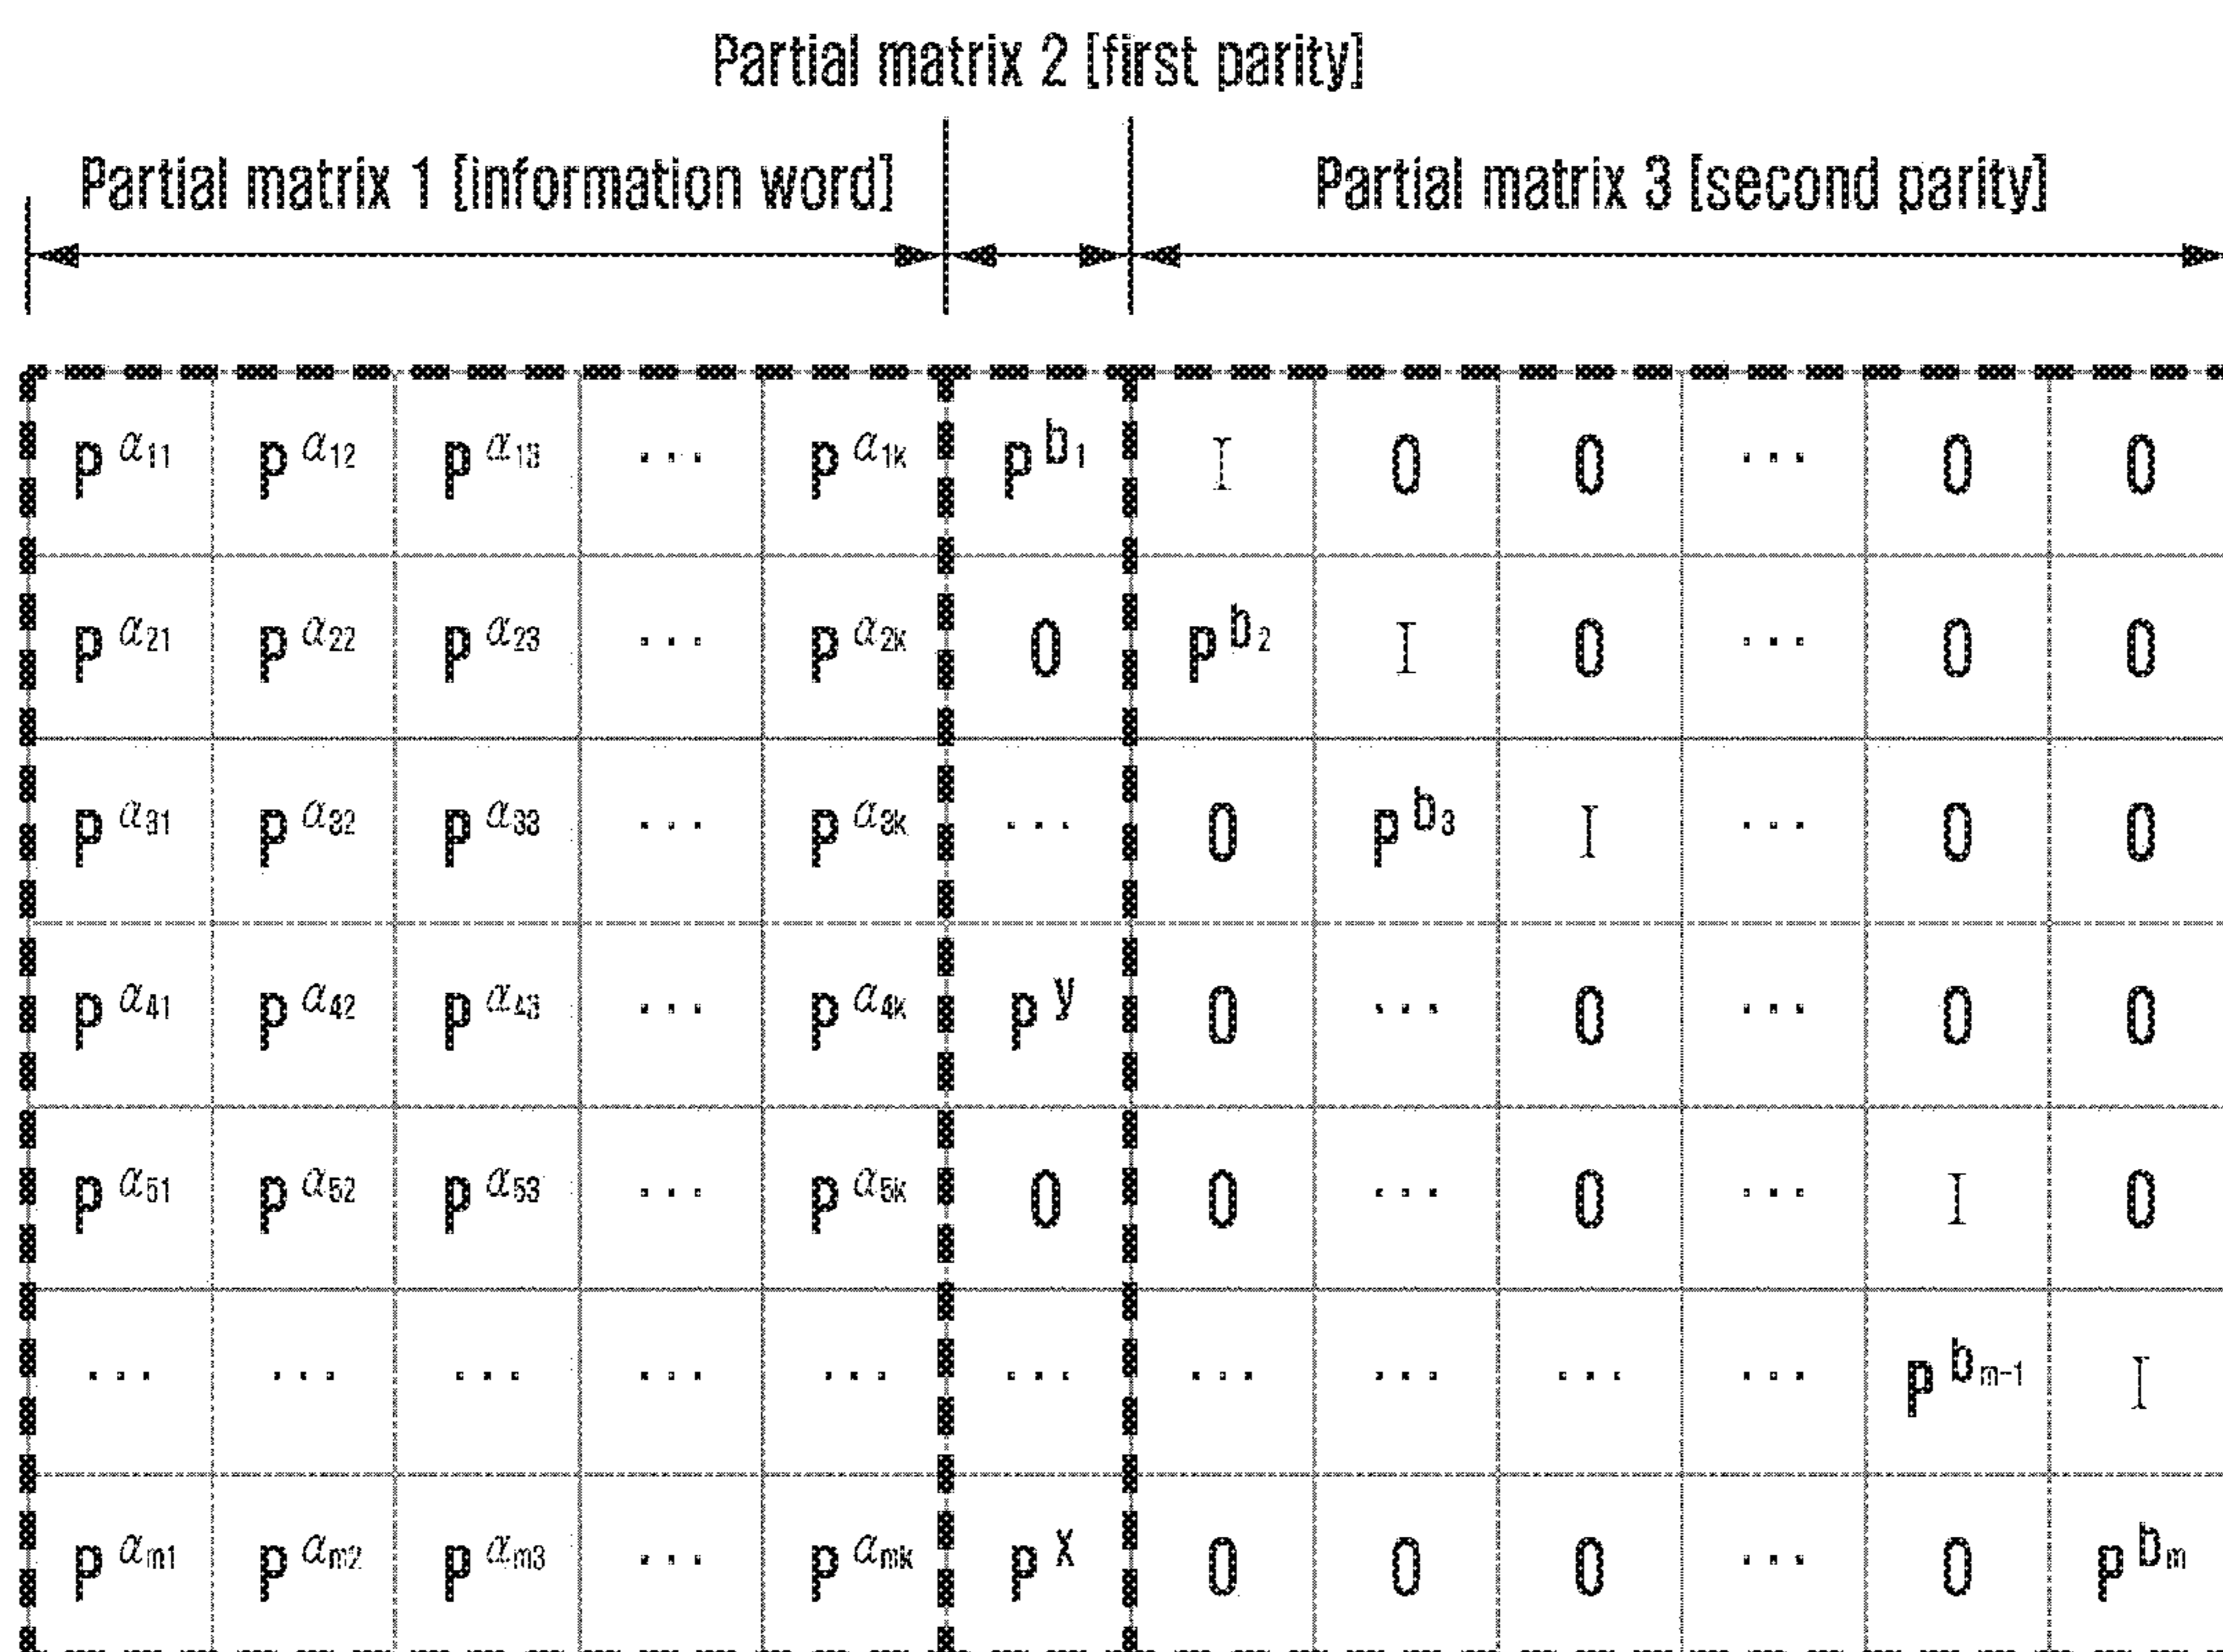 Partial matrix 2 [first parity]
Partial matrix 1 [information word] Partial matrix 3 [second parity]
P^α11 P^α12 P^α13 ... P^α1k P^b1 I 0 0 ... 0 0
P^α21 P^α22 P^α23 ... P^α2k 0 P^b2 I 0 ... 0 0
P^α31 P^α32 P^α33 ... P^α3k ... 0 P^b3 I ... 0 0
P^α41 P^α42 P^α43 ... P^α4k P^y 0 ... 0 ... 0 0
P^α51 P^α52 P^α53 ... P^α5k 0 0 ... 0 ... I 0
... ... ... ... ... ... ... ... ... ... P^bm-1 I
P^αm1 P^αm2 P^αm3 ... P^αmk P^x 0 0 0 ... 0 P^bm